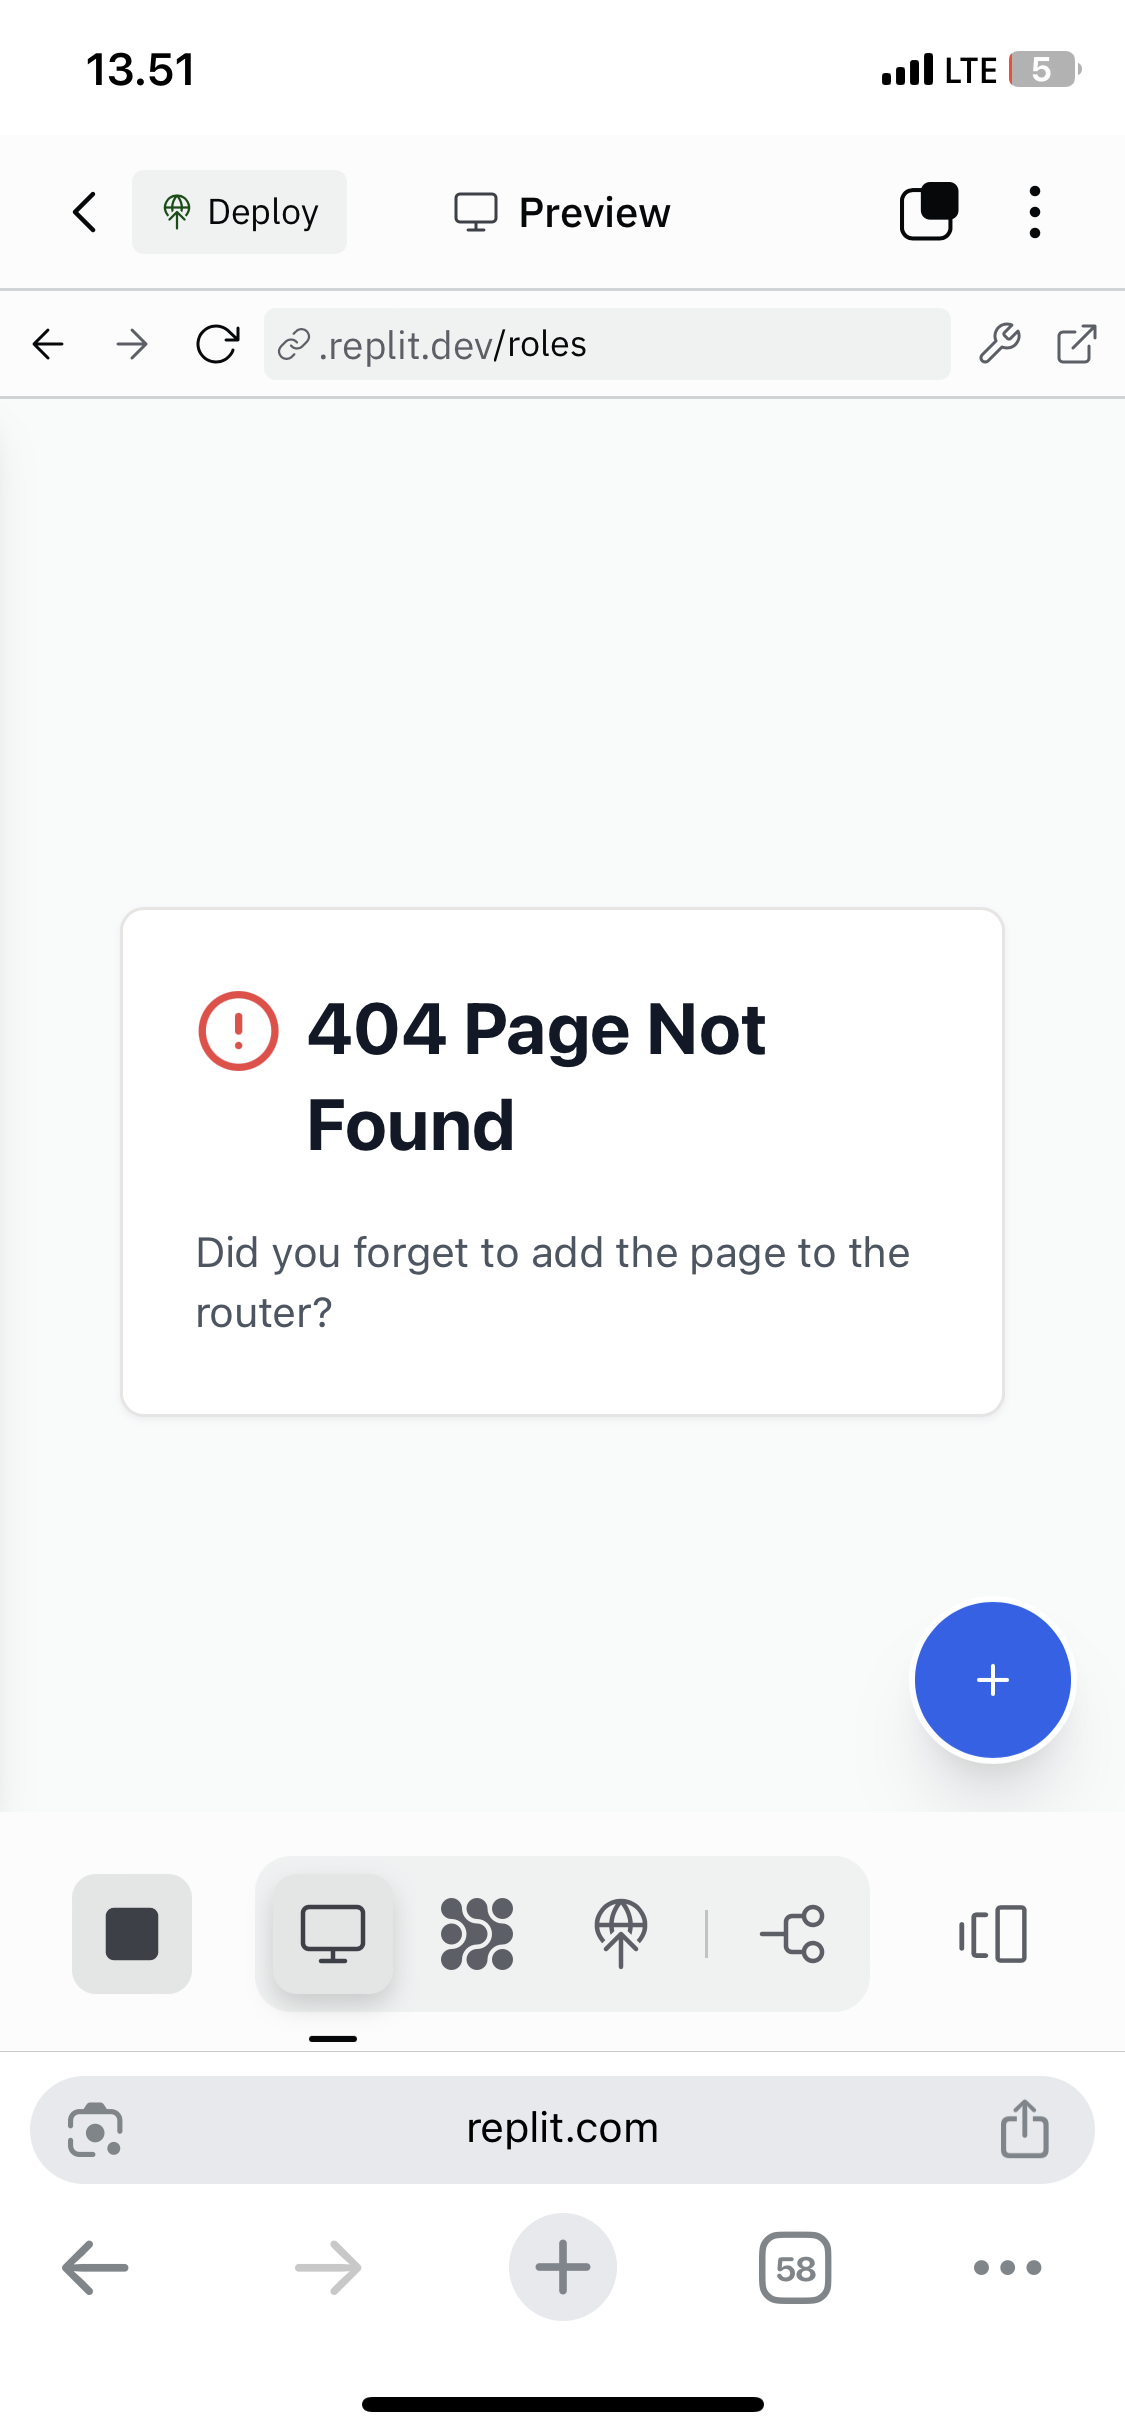 13.51
LTE 5
Deploy
Preview
.replit.dev/roles
404 Page Not
Found
Did you forget to add the page to the
router?
replit.com
58